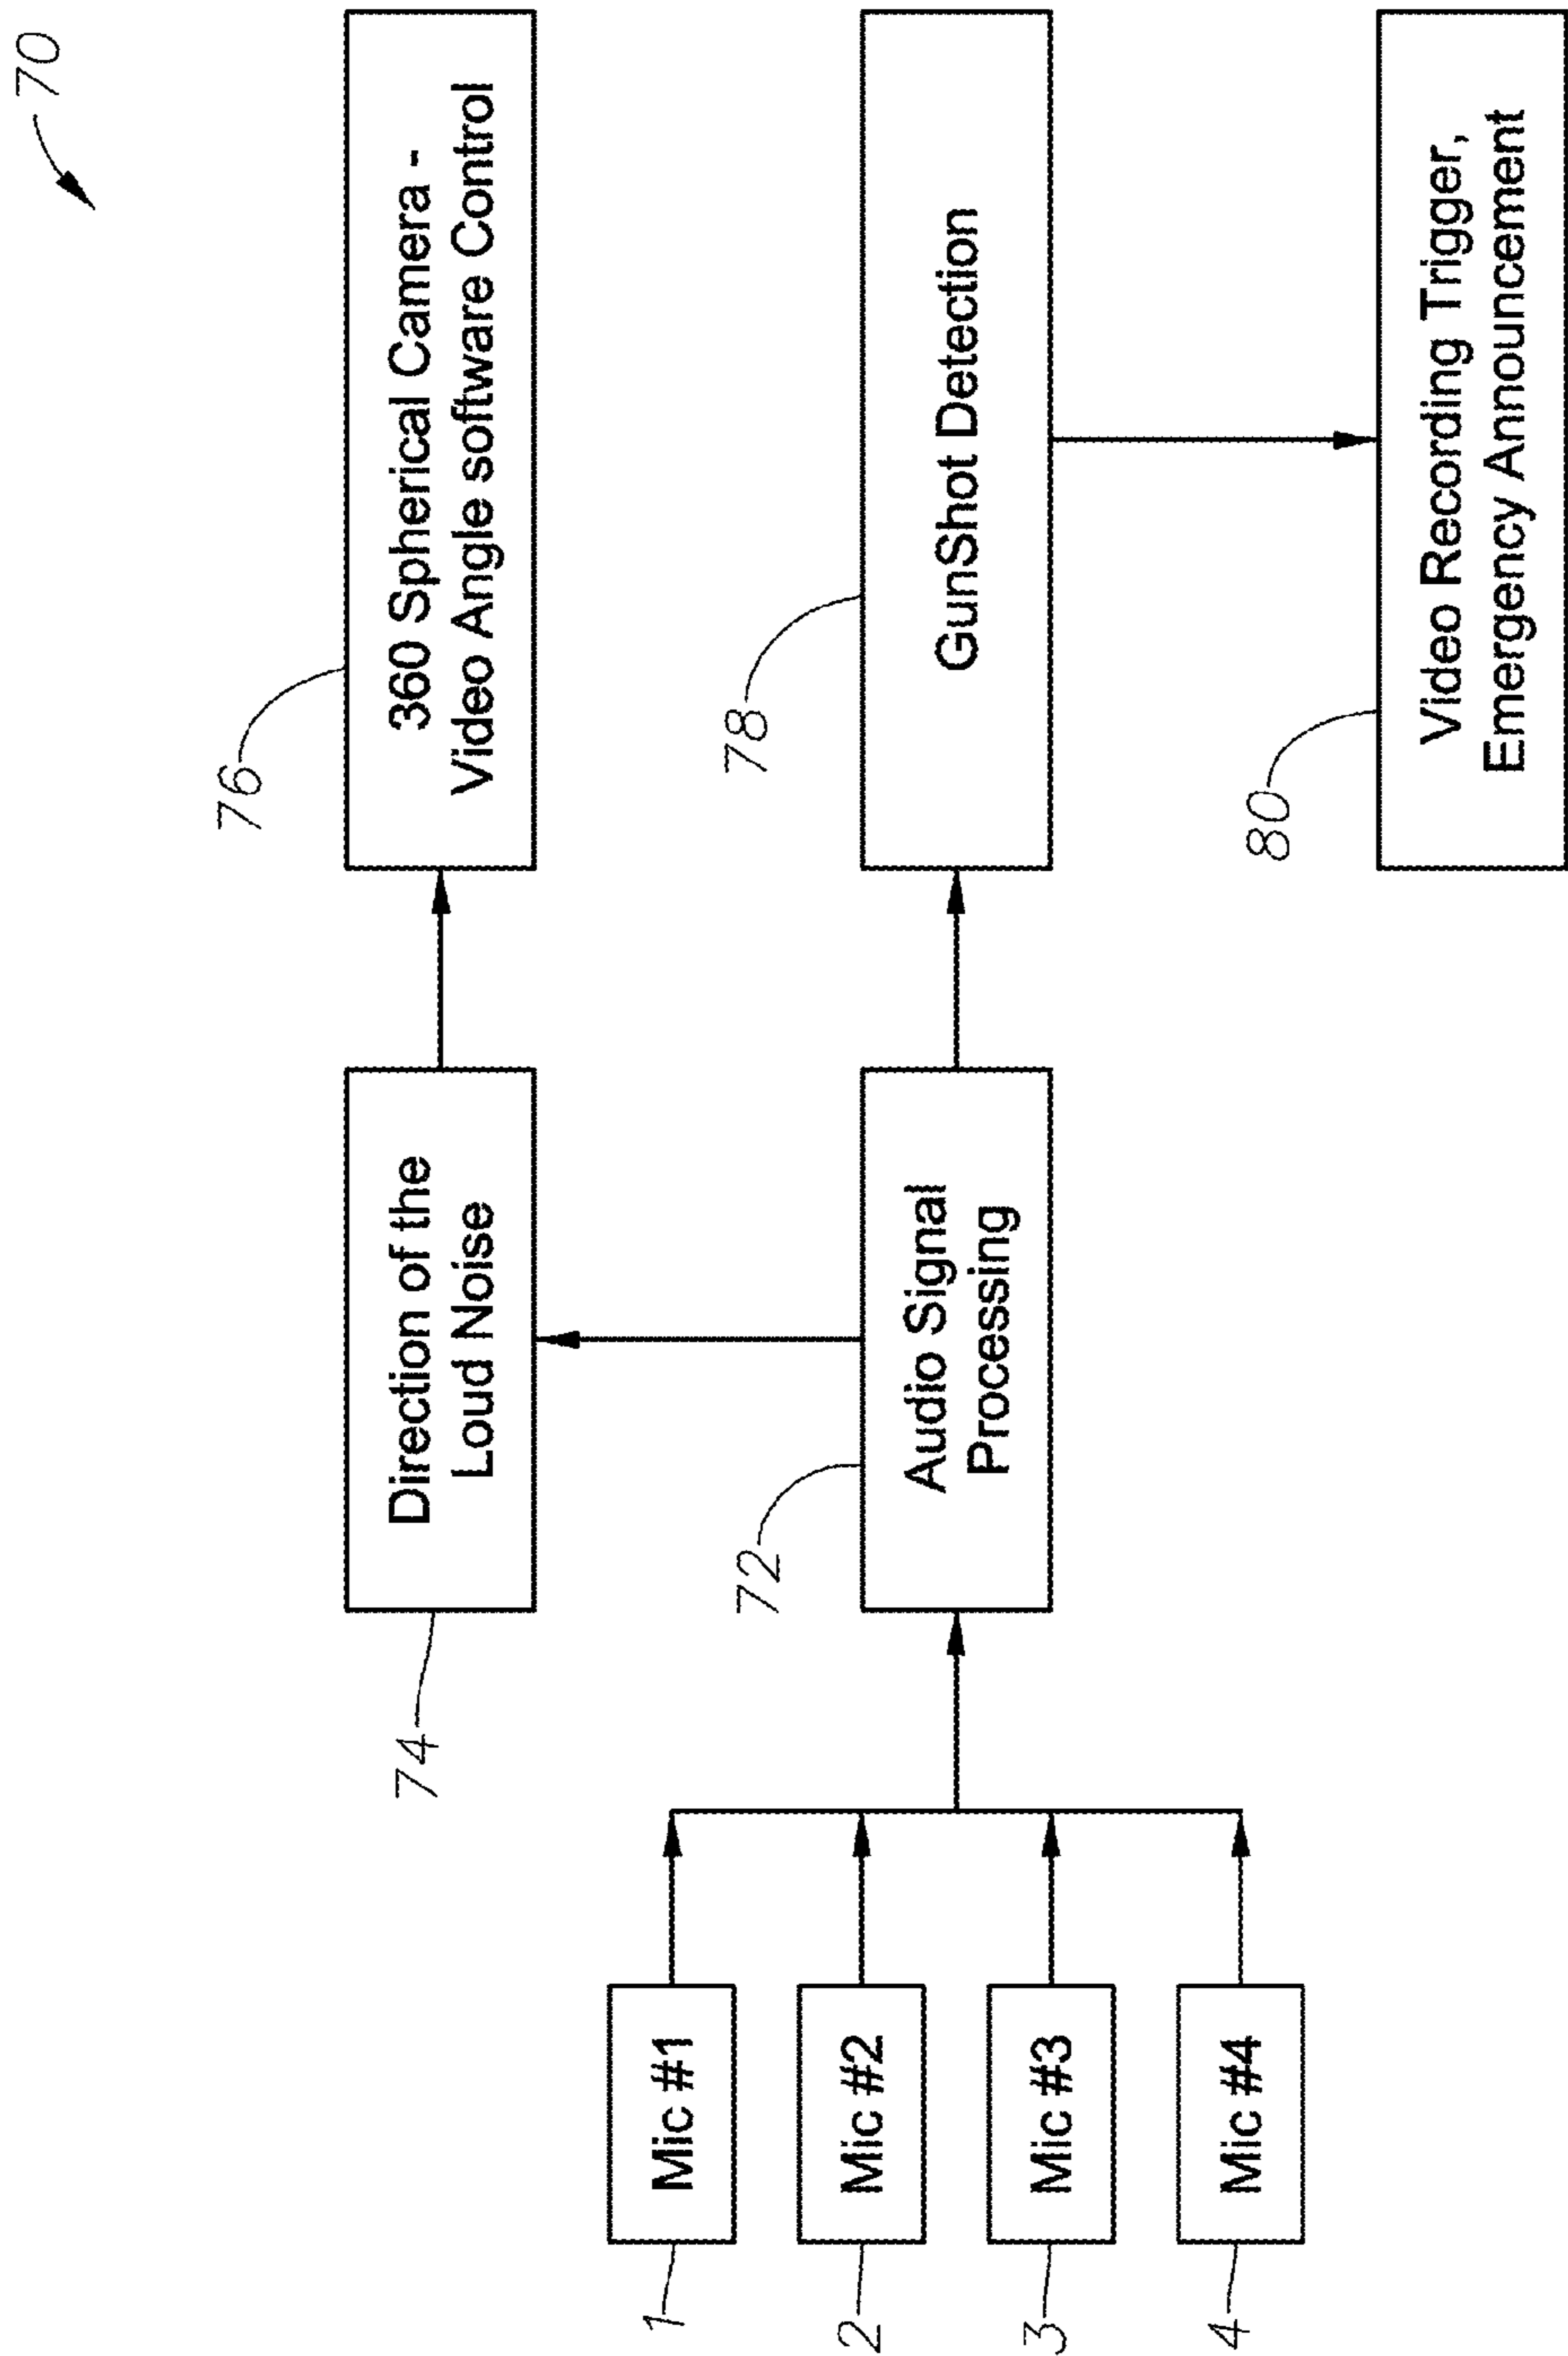 70
76
360 Spherical Camera -
Video Angle software Control
74
Direction of the
Loud Noise
78
GunShot Detection
72
Audio Signal
Processing
80
Video Recording Trigger,
Emergency Announcement
1
Mic #1
2
Mic #2
3
Mic #3
4
Mic #4